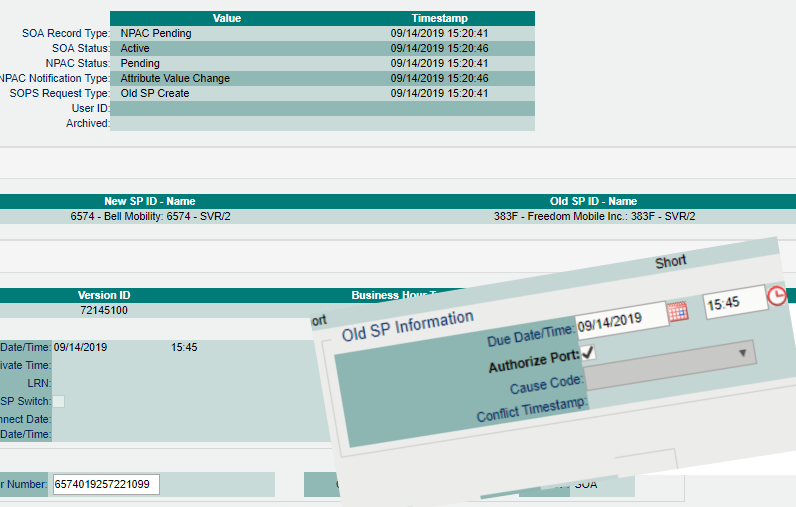 Value Timestamp
SOA Record Type: NPAC Pending 09/14/2019 15:20:41
SOA Status: Active 09/14/2019 15:20:46
NPAC Status: Pending 09/14/2019 15:20:41
NPAC Notification Type: Attribute Value Change 09/14/2019 15:20:46
SOPS Request Type: Old SP Create 09/14/2019 15:20:41
User ID:
Archived:
New SP ID - Name Old SP ID - Name
6574 - Bell Mobility: 6574 - SVR/2 383F - Freedom Mobile Inc.: 383F - SVR/2
Version ID Business Hour
72145100
Date/Time: 09/14/2019 15:45
ivate Time:
LRN:
SP Switch:
nnect Date:
Date/Time:
r Number: 6574019257221099
SOA
Short
ort
Old SP Information
Due Date/Time: 09/14/2019 15:45
Authorize Port:
Cause Code:
Conflict Timestamp: